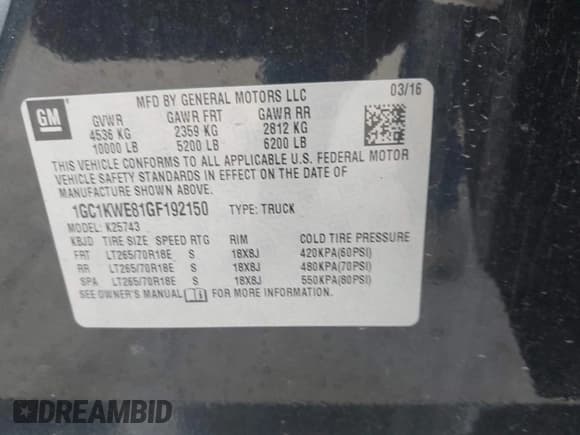 GM
MFD BY GENERAL MOTORS LLC 03/16
GVWR GAWR FRT GAWR RR
4536 KG 2359 KG 2812 KG
10000 LB 5200 LB 6200 LB
THIS VEHICLE CONFORMS TO ALL APPLICABLE U.S. FEDERAL MOTOR
VEHICLE SAFETY STANDARDS IN EFFECT ON THE DATE OF
MANUFACTURE SHOWN ABOVE.
1GC1KWE81GF192150 TYPE: TRUCK
MODEL: K25743
KBJD TIRE SIZE SPEED RTG RIM COLD TIRE PRESSURE
FRT LT265/70R18E S 18X8J 420KPA(60PSI)
RR LT265/70R18E S 18X8J 480KPA(70PSI)
SPA LT265/70R18E S 18X8J 550KPA(80PSI)
SEE OWNER'S MANUAL FOR MORE INFORMATION.
DREAMBID